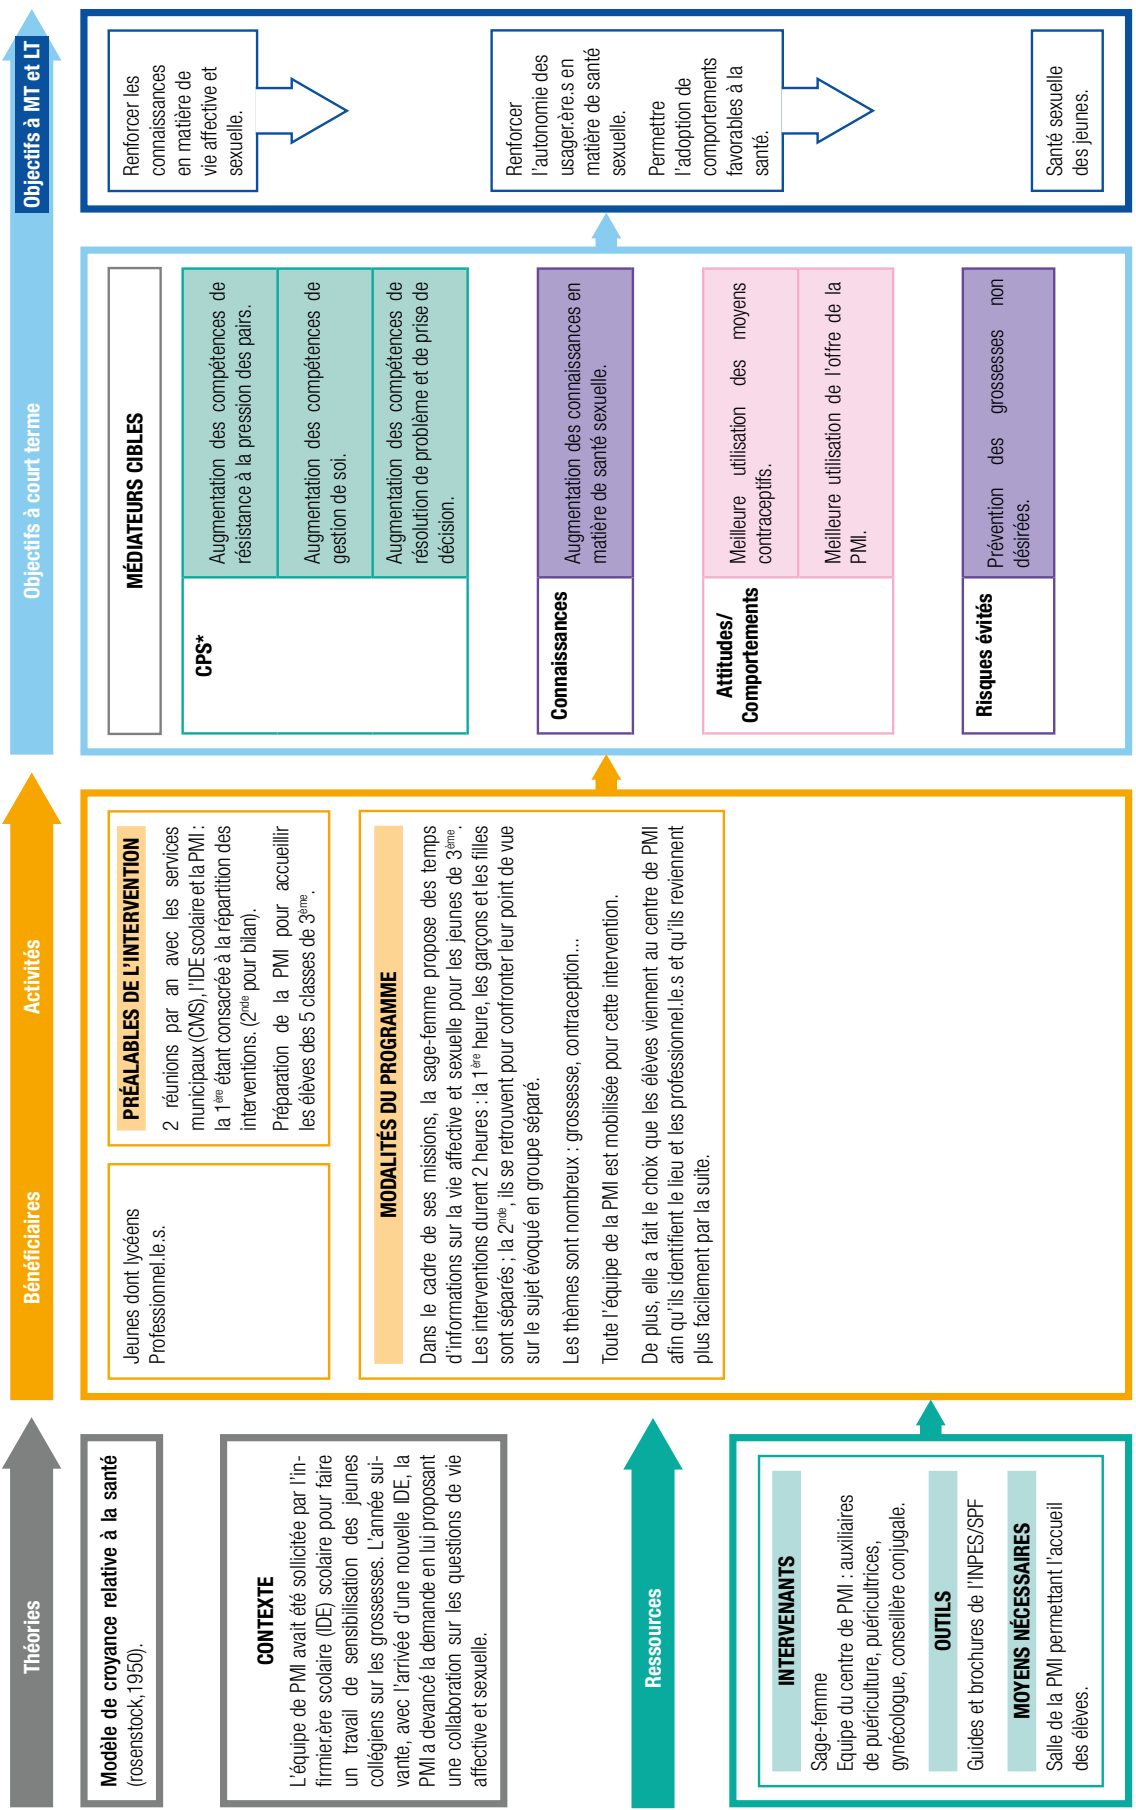 Théories
Modèle de croyance relative à la santé
(rosenstock,1950).
CONTEXTE
L'équipe de PMI avait été sollicitée par l'in-
firmier.ère scolaire (IDE) scolaire pour faire
un travail de sensibilisation des jeunes
collégiens sur les grossesses. L'année sui-
vante, avec l'arrivée d'une nouvelle IDE, la
PMI a devancé la demande en lui proposant
une collaboration sur les questions de vie
affective et sexuelle.
Ressources
INTERVENANTS
Sage-femme
Equipe du centre de PMI : auxiliaires
de puériculture, puéricultrices,
gynécologue, conseillère conjugale.
OUTILS
Guides et brochures de l'INPES/SPF
MOYENS NÉCESSAIRES
Salle de la PMI permettant l'accueil
des élèves.
Bénéficiaires
Activités
Jeunes dont lycéens
Professionnel.le.s.
PRÉALABLES DE L'INTERVENTION
2 réunions par an avec les services
municipaux (CMS), l'IDE scolaire et la PMI :
la 1ère étant consacrée à la répartition des
interventions. (2nde pour bilan).
Préparation de la PMI pour accueillir
les élèves des 5 classes de 3ème.
MODALITÉS DU PROGRAMME
Dans le cadre de ses missions, la sage-femme propose des temps
d'informations sur la vie affective et sexuelle pour les jeunes de 3ème.
Les interventions durent 2 heures : la 1ère heure, les garçons et les filles
sont séparés ; la 2nde, ils se retrouvent pour confronter leur point de vue
sur le sujet évoqué en groupe séparé.
Les thèmes sont nombreux : grossesse, contraception...
Toute l'équipe de la PMI est mobilisée pour cette intervention.
De plus, elle a fait le choix que les élèves viennent au centre de PMI
afin qu'ils identifient le lieu et les professionnel.le.s et qu'ils reviennent
plus facilement par la suite.
Objectifs à court terme
MÉDIATEURS CIBLES
CPS*
Augmentation des compétences de
résistance à la pression des pairs.
Augmentation des compétences de
gestion de soi.
Augmentation des compétences de
résolution de problème et de prise de
décision.
Connaissances
Augmentation des connaissances en
matière de santé sexuelle.
Attitudes/
Comportements
Meilleure utilisation des moyens
contraceptifs.
Meilleure utilisation de l'offre de la
PMI.
Risques évités
Prévention des grossesses non
désirées.
Objectifs à MT et LT
Renforcer les
connaissances
en matière de
vie affective et
sexuelle.
Renforcer
l'autonomie des
usager.ère.s en
matière de santé
sexuelle.
Permettre
l'adoption de
comportements
favorables à la
santé.
Santé sexuelle
des jeunes.